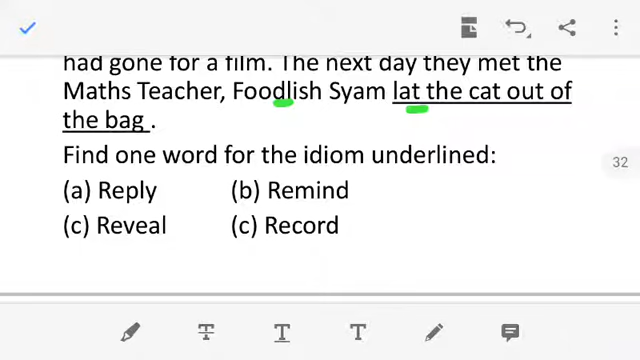 had gone for a film. The next day they met the
Maths Teacher, Foodlish Syam lat the cat out of
the bag .
Find one word for the idiom underlined:
32
(a) Reply (b) Remind
(c) Reveal (c) Record
T T T